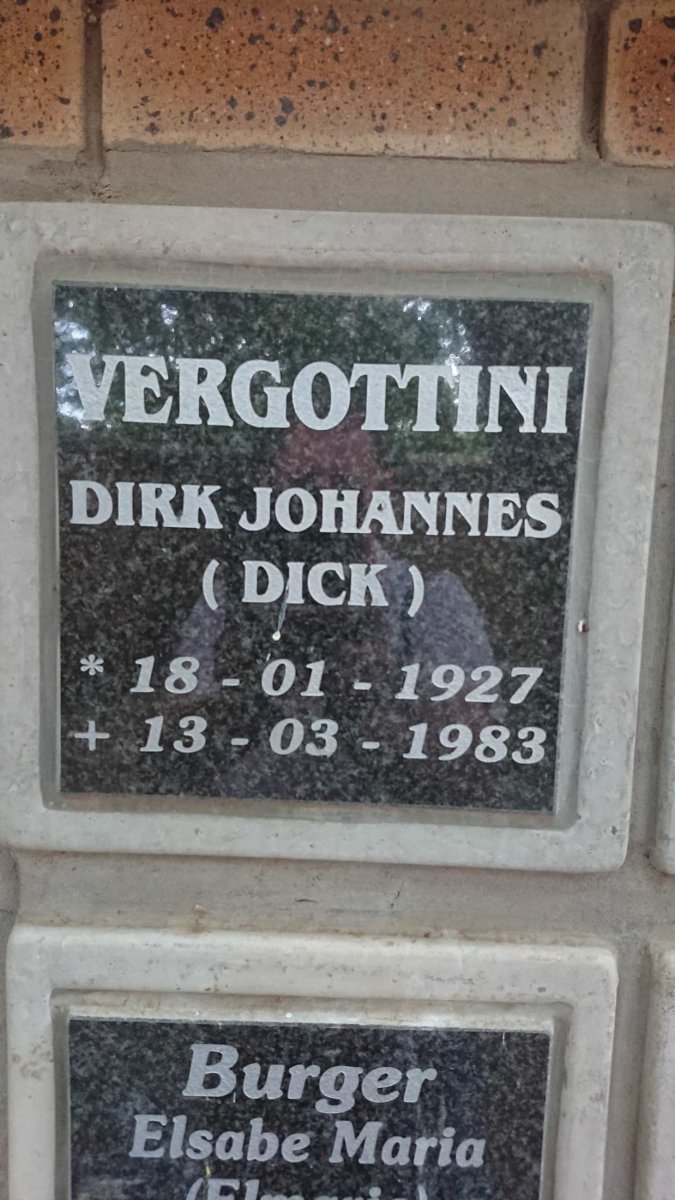 VERGOTTINI
DIRK JOHANNES
( DICK )
* 18 - 01 - 1927
+ 13 - 03 - 1983
Burger
Elsabe Maria